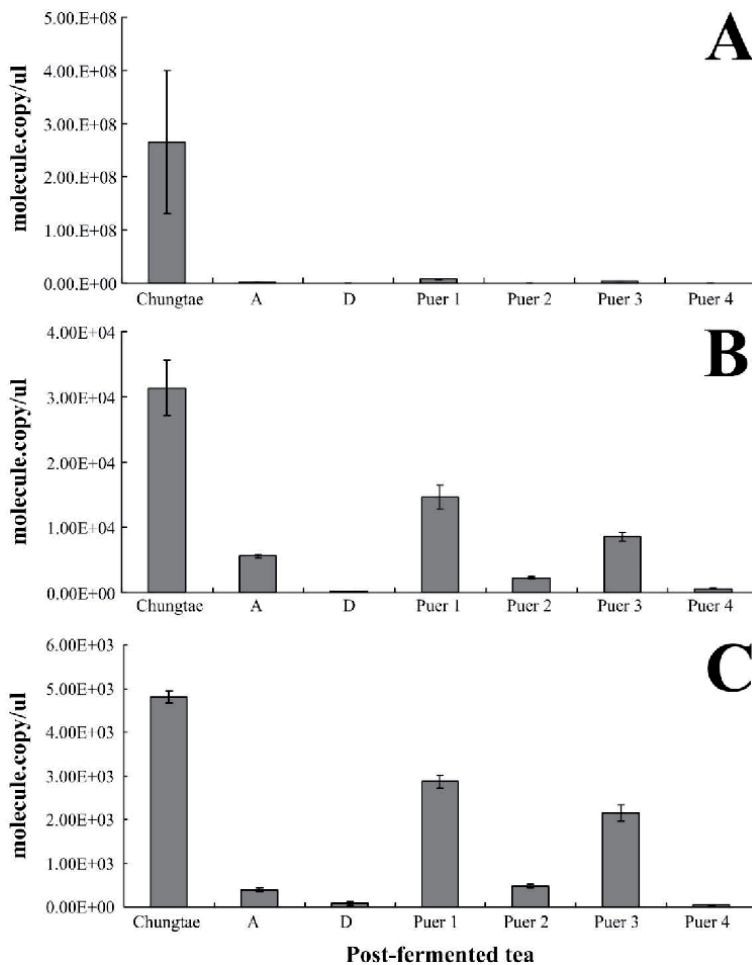 A
molecule.copy/ul
5.00.E+08
4.00.E+08
3.00.E+08
2.00.E+08
1.00.E+08
0.00.E+00
Chungtae A D Puer 1 Puer 2 Puer 3 Puer 4
B
molecule.copy/ul
4.00E+04
3.00E+04
2.00E+04
1.00E+04
0.00E+00
Chungtae A D Puer 1 Puer 2 Puer 3 Puer 4
C
molecule.copy/ul
6.00E+03
5.00E+03
4.00E+03
3.00E+03
2.00E+03
1.00E+03
0.00E+00
Chungtae A D Puer 1 Puer 2 Puer 3 Puer 4
Post-fermented tea